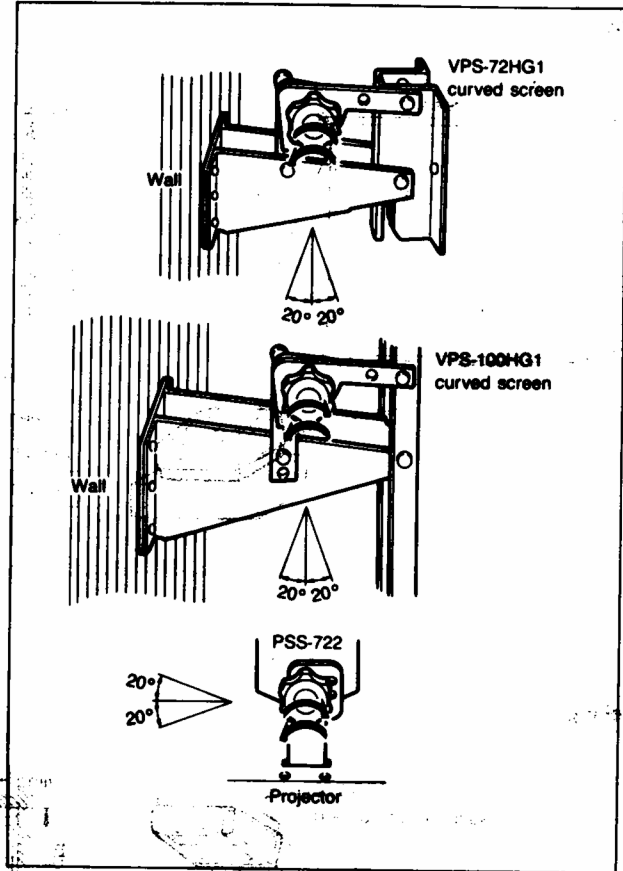 VPS-72HG1
curved screen
Wall
20° 20°
VPS-100HG1
curved screen
Wall
20° 20°
PSS-722
20°
20°
Projector